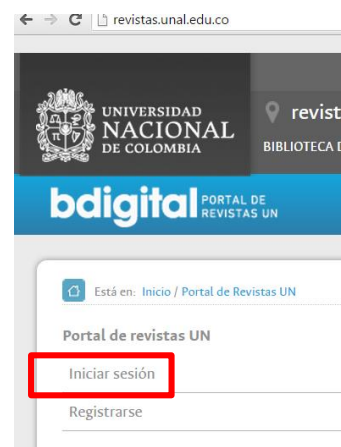 revistas.unal.edu.co
UNIVERSIDAD
NACIONAL
DE COLOMBIA
revist
BIBLIOTECA D
bdigital PORTAL DE
REVISTAS UN
Está en: Inicio / Portal de Revistas UN
Portal de revistas UN
Iniciar sesión
Registrarse